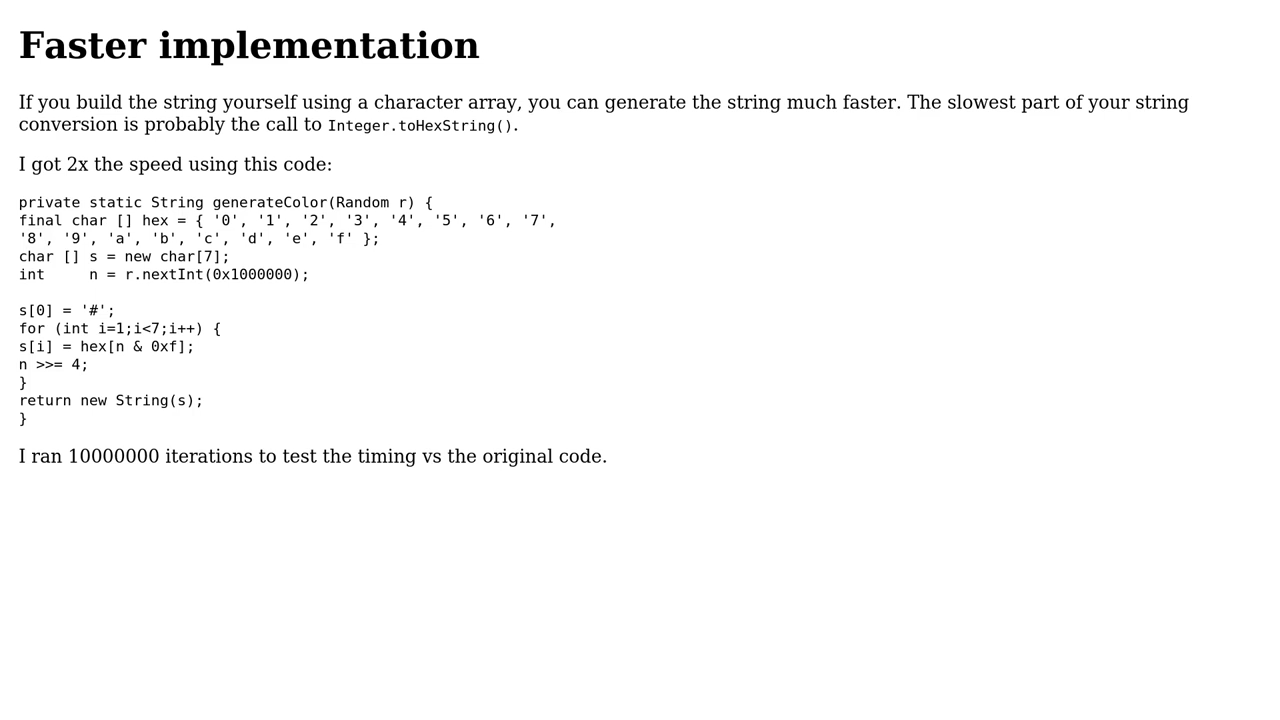 Faster implementation
If you build the string yourself using a character array, you can generate the string much faster. The slowest part of your string
conversion is probably the call to Integer.toHexString().
I got 2x the speed using this code:
private static String generateColor(Random r) {
final char [] hex = { '0', '1', '2', '3', '4', '5', '6', '7',
'8', '9', 'a', 'b', 'c', 'd', 'e', 'f' };
char [] s = new char[7];
int     n = r.nextInt(0x1000000);

s[0] = '#';
for (int i=1;i<7;i++) {
s[i] = hex[n & 0xf];
n >>= 4;
}
return new String(s);
}
I ran 10000000 iterations to test the timing vs the original code.